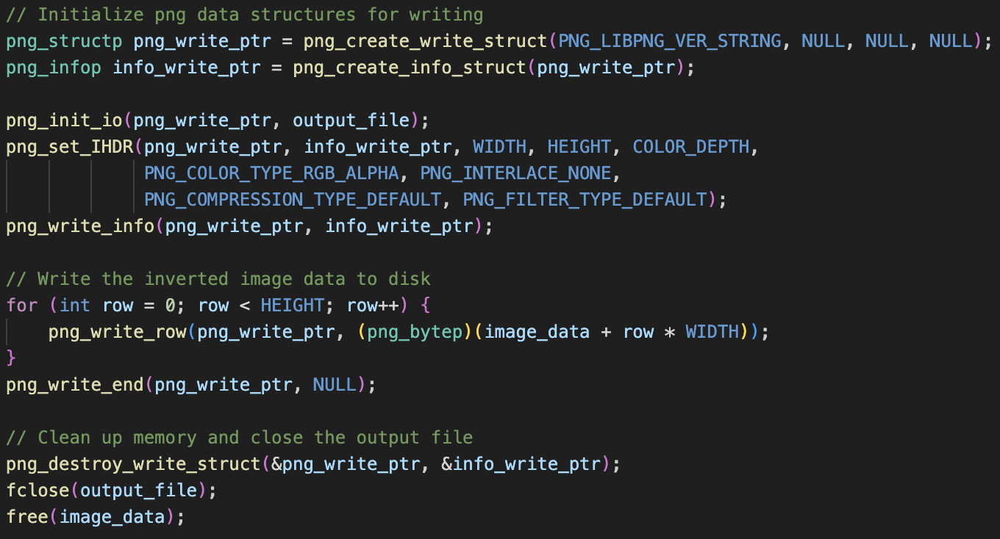 // Initialize png data structures for writing
png_structp png_write_ptr = png_create_write_struct(PNG_LIBPNG_VER_STRING, NULL, NULL, NULL);
png_infop info_write_ptr = png_create_info_struct(png_write_ptr);

png_init_io(png_write_ptr, output_file);
png_set_IHDR(png_write_ptr, info_write_ptr, WIDTH, HEIGHT, COLOR_DEPTH,
             PNG_COLOR_TYPE_RGB_ALPHA, PNG_INTERLACE_NONE,
             PNG_COMPRESSION_TYPE_DEFAULT, PNG_FILTER_TYPE_DEFAULT);
png_write_info(png_write_ptr, info_write_ptr);

// Write the inverted image data to disk
for (int row = 0; row < HEIGHT; row++) {
    png_write_row(png_write_ptr, (png_bytep)(image_data + row * WIDTH));
}
png_write_end(png_write_ptr, NULL);

// Clean up memory and close the output file
png_destroy_write_struct(&png_write_ptr, &info_write_ptr);
fclose(output_file);
free(image_data);